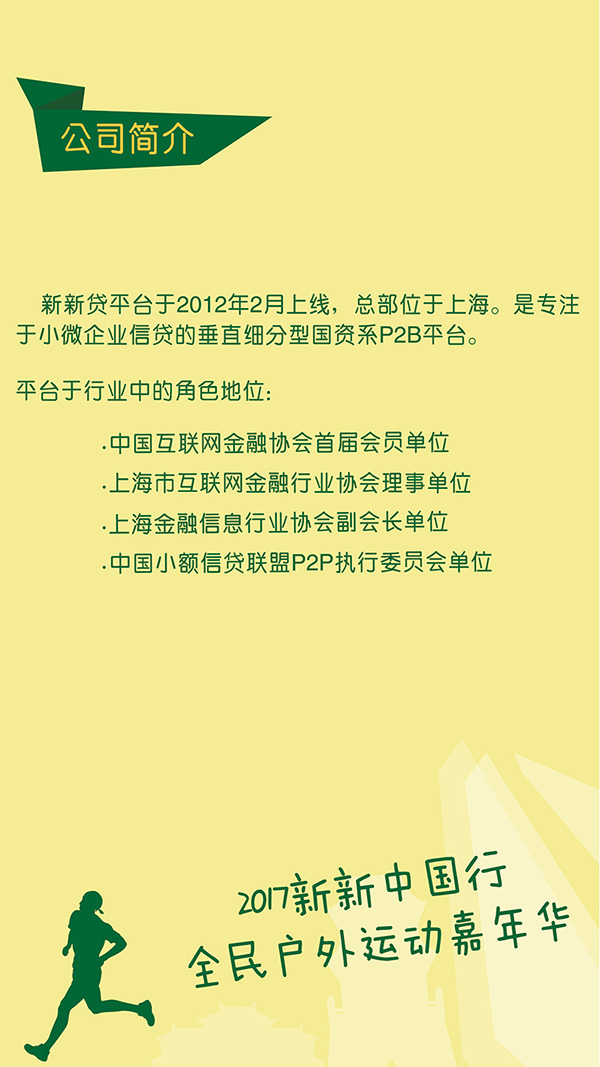 公司简介
新新贷平台于2012年2月上线，总部位于上海。是专注
于小微企业信贷的垂直细分型国资系P2B平台。
平台于行业中的角色地位：
.中国互联网金融协会首届会员单位
.上海市互联网金融行业协会理事单位
.上海金融信息行业协会副会长单位
.中国小额信贷联盟P2P执行委员会单位
2017新新中国行
全民户外运动嘉年华